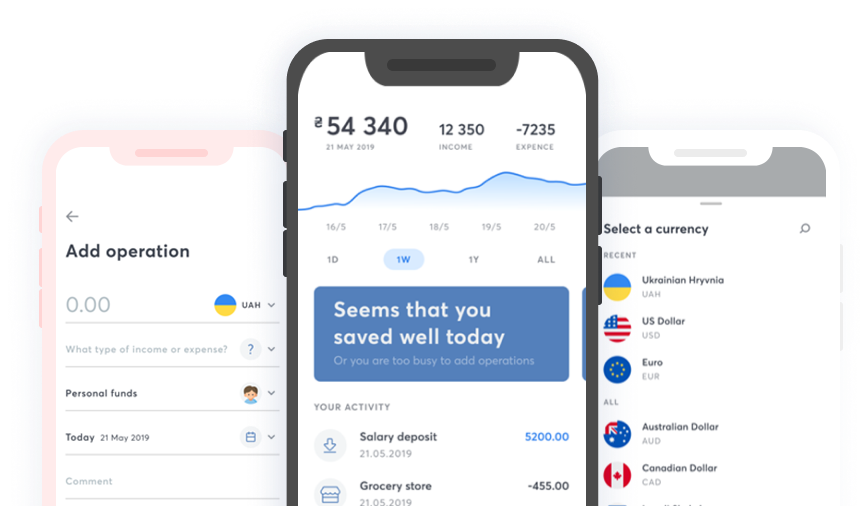 Add operation
0.00
UAH
What type of income or expense?
?
Personal funds
Today 21 May 2019
Comment
₴54 340
12 350
-7235
21 MAY 2019
INCOME
EXPENCE
16/5
17/5
18/5
19/5
20/5
1D
1W
1Y
ALL
Seems that you
saved well today
Or you are too busy to add operations
YOUR ACTIVITY
Salary deposit
5200.00
21.05.2019
Grocery store
-455.00
21.05.2019
Select a currency
RECENT
Ukrainian Hryvnia
UAH
US Dollar
USD
Euro
EUR
ALL
Australian Dollar
AUD
Canadian Dollar
CAD